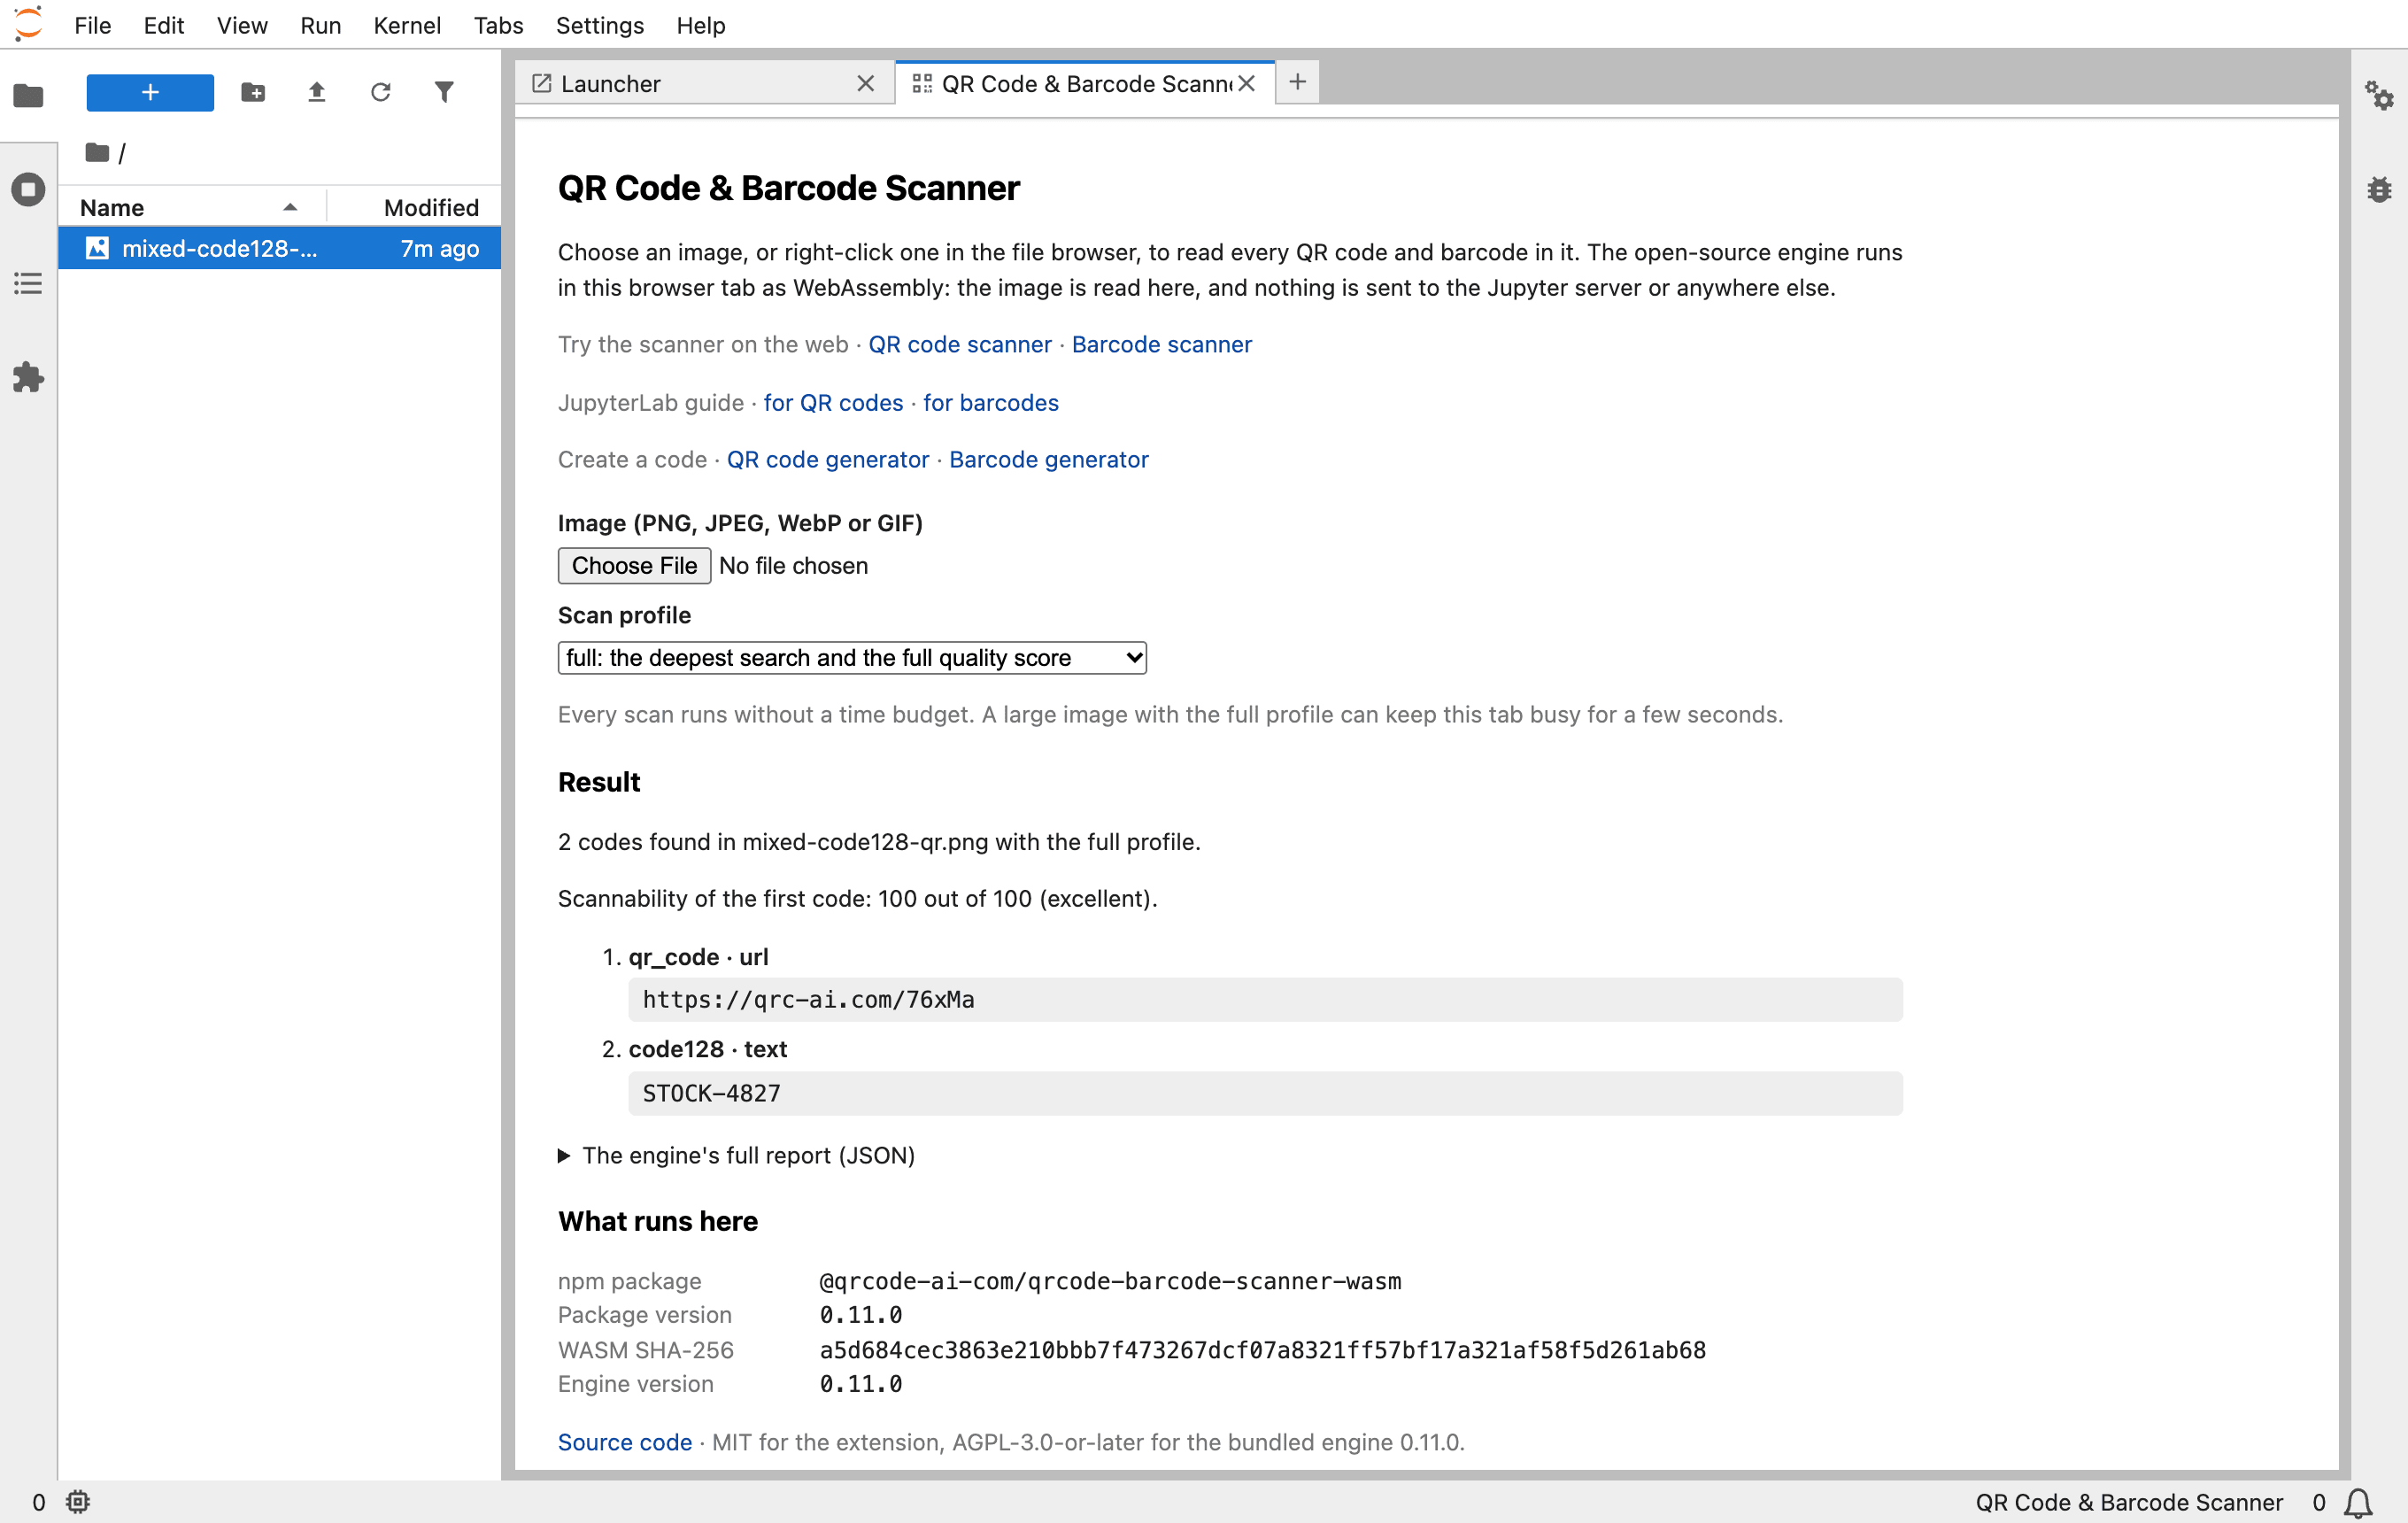 File Edit View Run Kernel Tabs Settings Help
Launcher
QR Code & Barcode Scann
/
Name Modified
mixed-code128-... 7m ago
QR Code & Barcode Scanner
Choose an image, or right-click one in the file browser, to read every QR code and barcode in it. The open-source engine runs
in this browser tab as WebAssembly: the image is read here, and nothing is sent to the Jupyter server or anywhere else.
Try the scanner on the web · QR code scanner · Barcode scanner
JupyterLab guide · for QR codes · for barcodes
Create a code · QR code generator · Barcode generator
Image (PNG, JPEG, WebP or GIF)
Choose File No file chosen
Scan profile
full: the deepest search and the full quality score
Every scan runs without a time budget. A large image with the full profile can keep this tab busy for a few seconds.
Result
2 codes found in mixed-code128-qr.png with the full profile.
Scannability of the first code: 100 out of 100 (excellent).
1. qr_code · url
https://qrc-ai.com/76xMa
2. code128 · text
STOCK-4827
The engine's full report (JSON)
What runs here
npm package @qrcode-ai-com/qrcode-barcode-scanner-wasm
Package version 0.11.0
WASM SHA-256 a5d684cec3863e210bbb7f473267dcf07a8321ff57bf17a321af58f5d261ab68
Engine version 0.11.0
Source code · MIT for the extension, AGPL-3.0-or-later for the bundled engine 0.11.0.
0 QR Code & Barcode Scanner 0